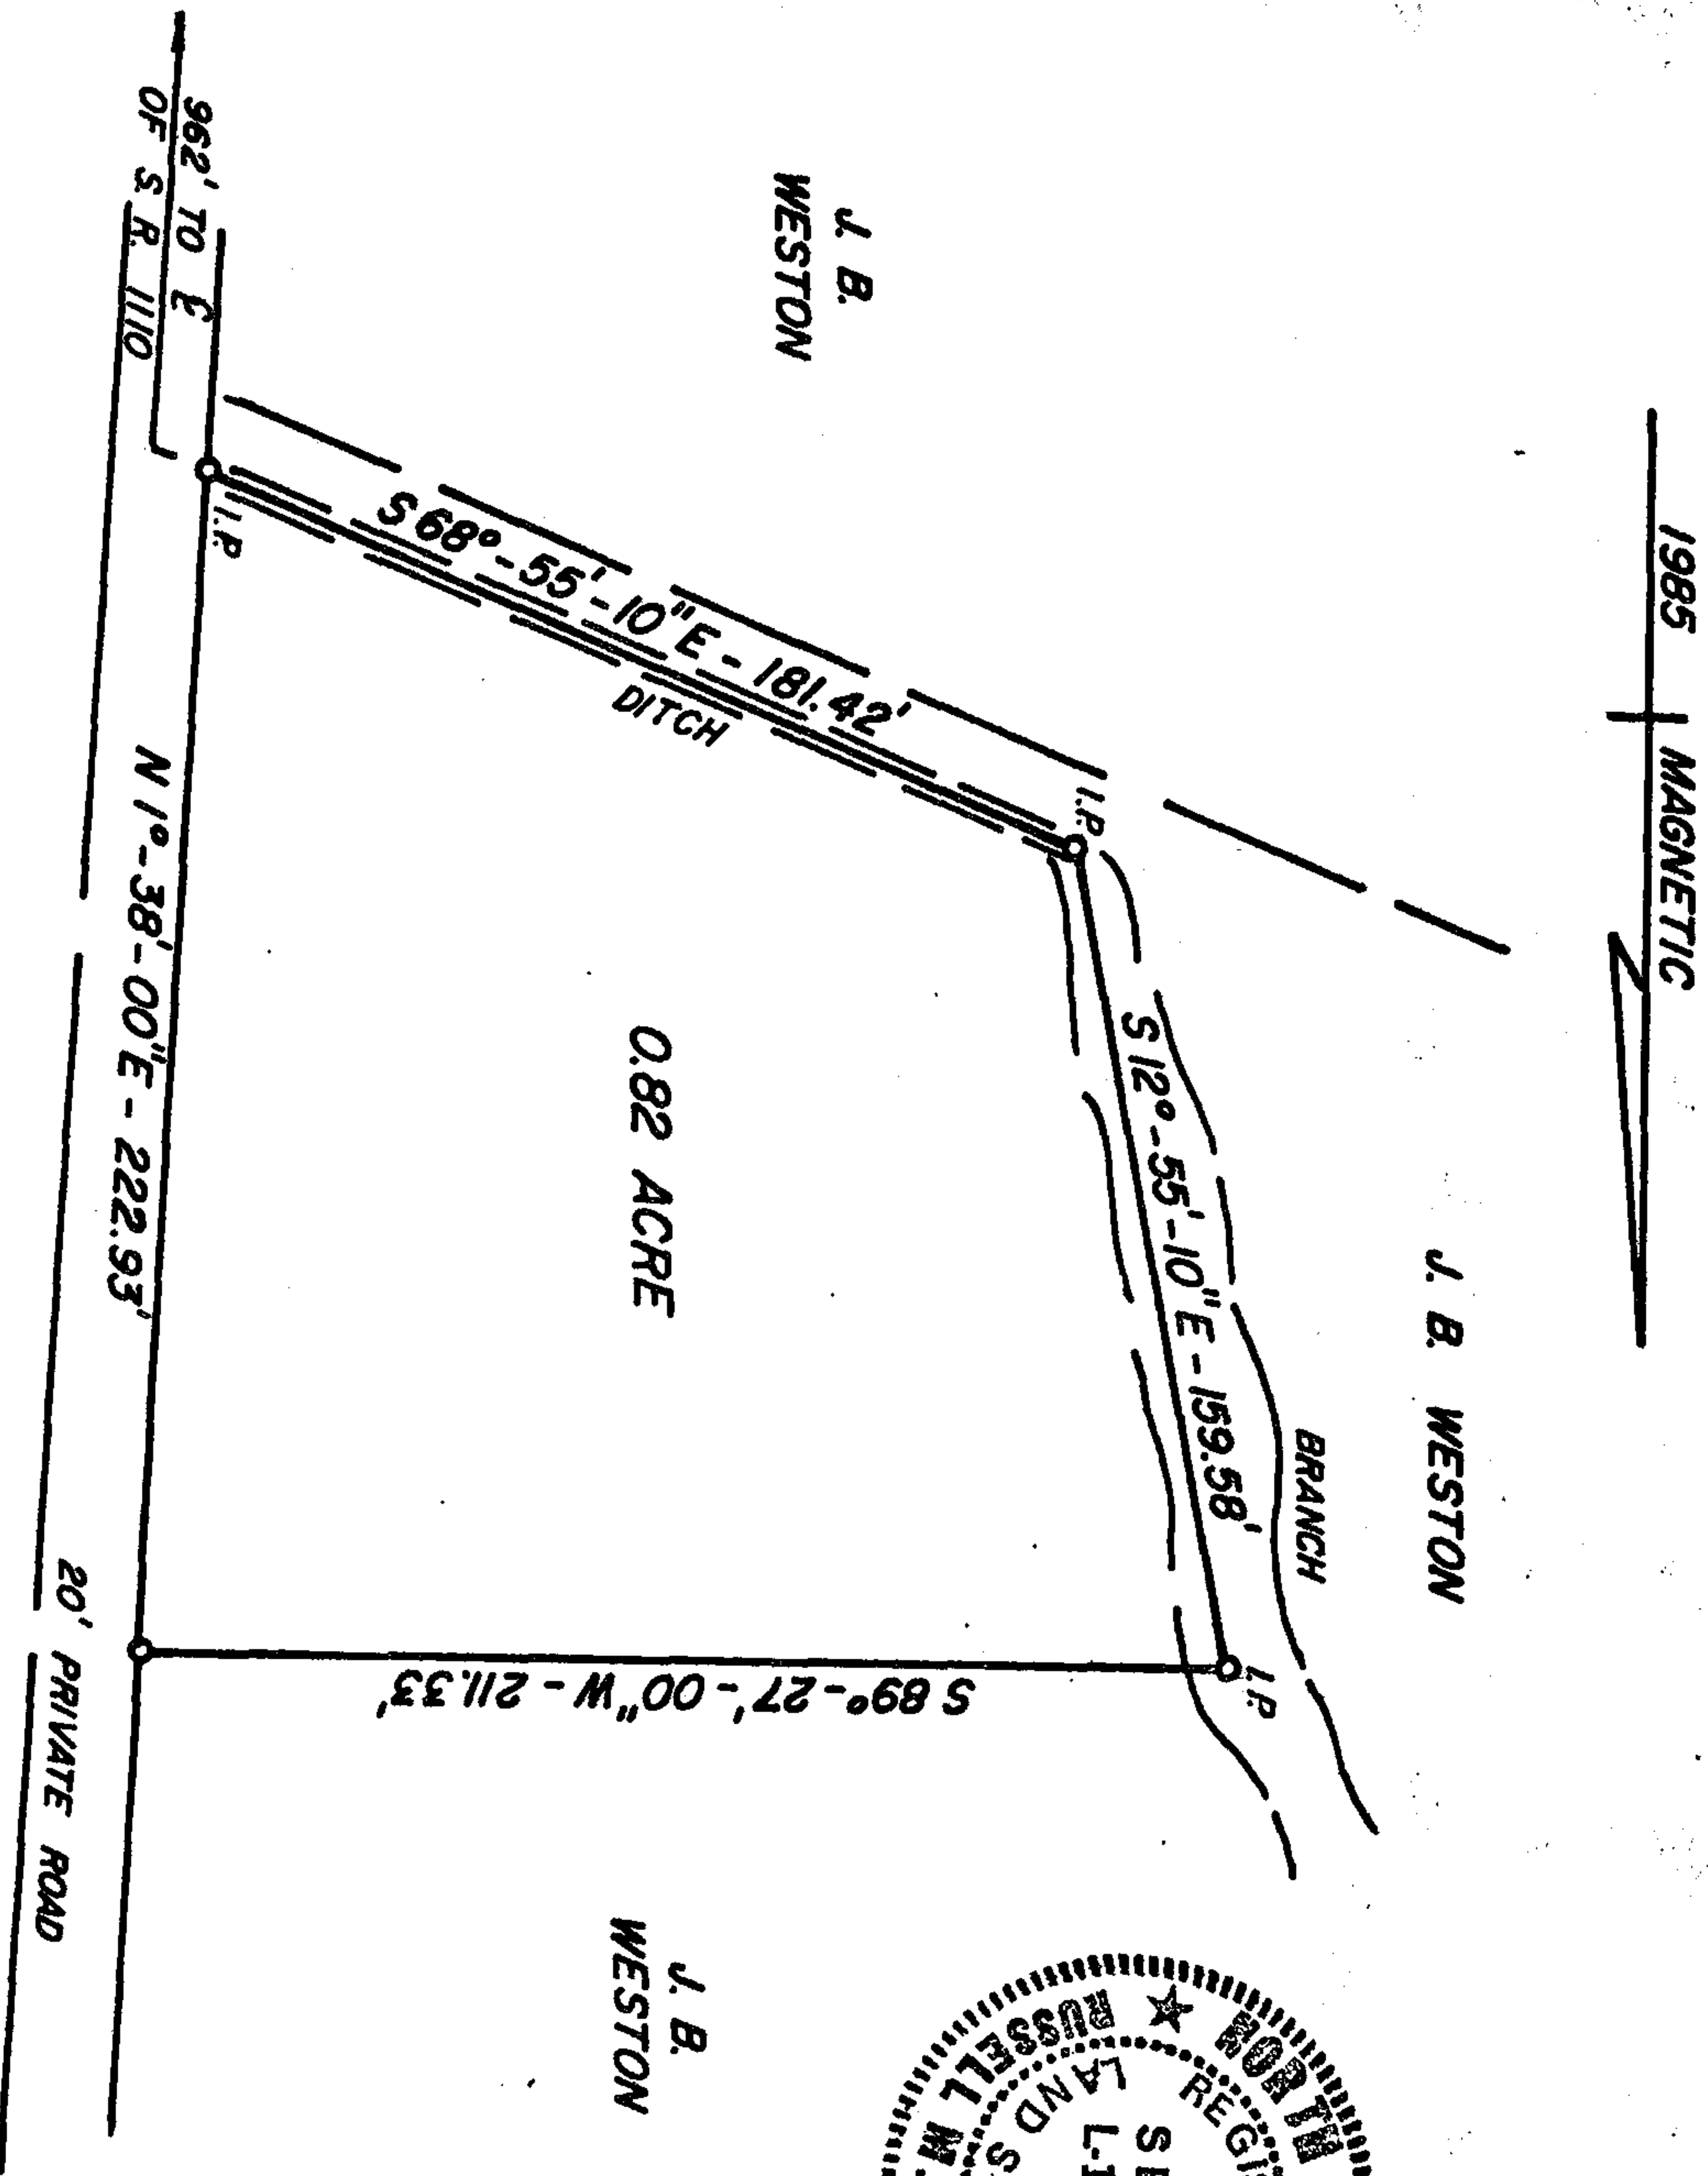 1985 MAGNETIC
J. B. WESTON
BRANCH
J. B.
WESTON
I.P.
S 12°-55'-10"E - 159.58'
I.P.
S 68°-55'-10"E - 181.42'
DITCH
0.82 ACRE
S 89°-27'-00"W - 211.33'
J. B.
WESTON
962' TO ℄
OF S. R. 1110
I.P.
N 1°-38'-00"E - 222.93'
20' PRIVATE ROAD
NORTH
RUSSELL W.
LAND